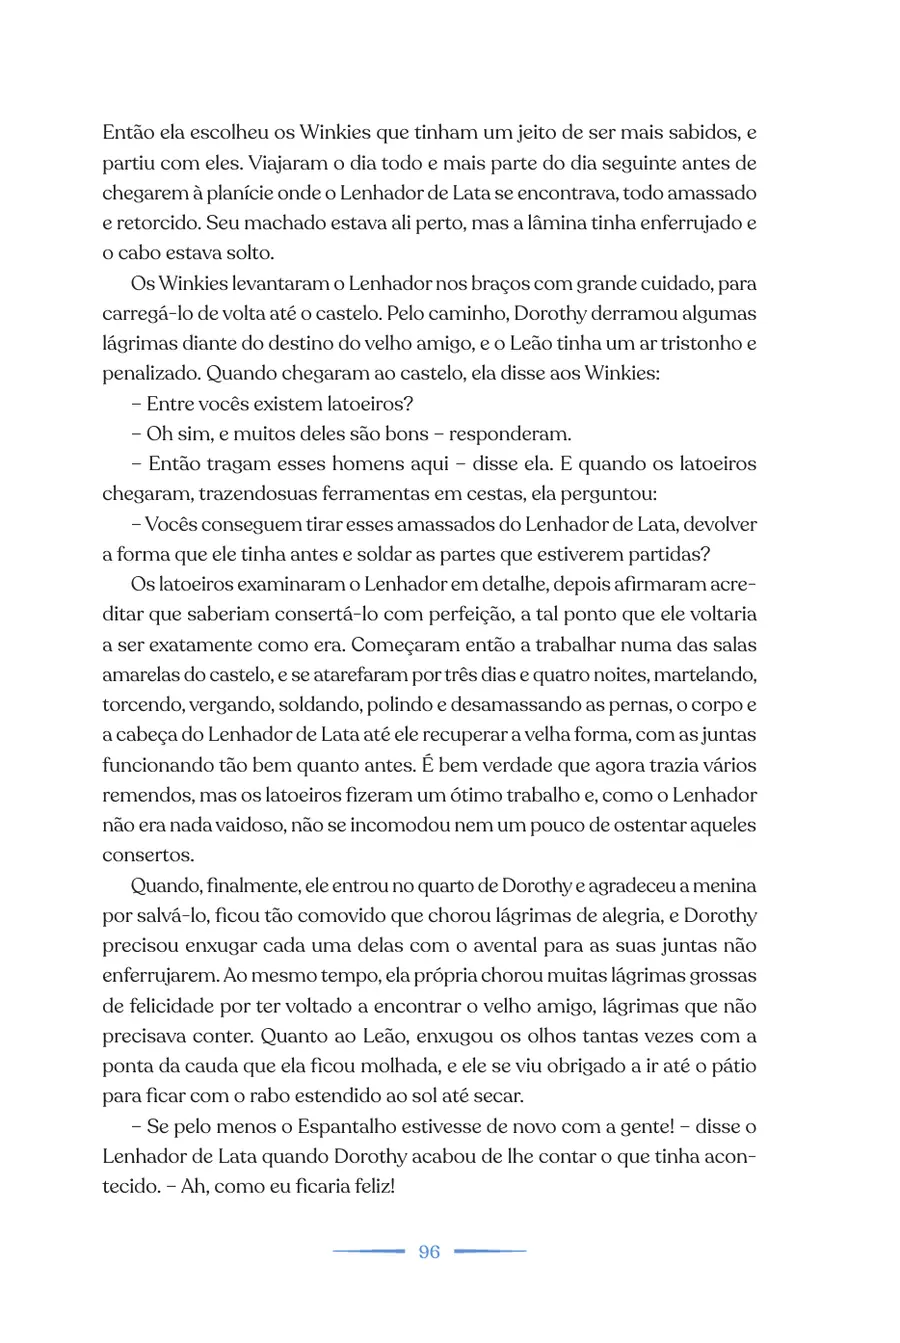 Então ela escolheu os Winkies que tinham um jeito de ser mais sabidos, e
partiu com eles. Viajaram o dia todo e mais parte do dia seguinte antes de
chegarem à planície onde o Lenhador de Lata se encontrava, todo amassado
e retorcido. Seu machado estava ali perto, mas a lâmina tinha enferrujado e
o cabo estava solto.
Os Winkies levantaram o Lenhador nos braços com grande cuidado, para
carregá-lo de volta até o castelo. Pelo caminho, Dorothy derramou algumas
lágrimas diante do destino do velho amigo, e o Leão tinha um ar tristonho e
penalizado. Quando chegaram ao castelo, ela disse aos Winkies:
– Entre vocês existem latoeiros?
– Oh sim, e muitos deles são bons – responderam.
– Então tragam esses homens aqui – disse ela. E quando os latoeiros
chegaram, trazendosuas ferramentas em cestas, ela perguntou:
– Vocês conseguem tirar esses amassados do Lenhador de Lata, devolver
a forma que ele tinha antes e soldar as partes que estiverem partidas?
Os latoeiros examinaram o Lenhador em detalhe, depois afirmaram acre-
ditar que saberiam consertá-lo com perfeição, a tal ponto que ele voltaria
a ser exatamente como era. Começaram então a trabalhar numa das salas
amarelas do castelo, e se atarefaram por três dias e quatro noites, martelando,
torcendo, vergando, soldando, polindo e desamassando as pernas, o corpo e
a cabeça do Lenhador de Lata até ele recuperar a velha forma, com as juntas
funcionando tão bem quanto antes. É bem verdade que agora trazia vários
remendos, mas os latoeiros fizeram um ótimo trabalho e, como o Lenhador
não era nada vaidoso, não se incomodou nem um pouco de ostentar aqueles
consertos.
Quando, finalmente, ele entrou no quarto de Dorothy e agradeceu a menina
por salvá-lo, ficou tão comovido que chorou lágrimas de alegria, e Dorothy
precisou enxugar cada uma delas com o avental para as suas juntas não
enferrujarem. Ao mesmo tempo, ela própria chorou muitas lágrimas grossas
de felicidade por ter voltado a encontrar o velho amigo, lágrimas que não
precisava conter. Quanto ao Leão, enxugou os olhos tantas vezes com a
ponta da cauda que ela ficou molhada, e ele se viu obrigado a ir até o pátio
para ficar com o rabo estendido ao sol até secar.
– Se pelo menos o Espantalho estivesse de novo com a gente! – disse o
Lenhador de Lata quando Dorothy acabou de lhe contar o que tinha acon-
tecido. – Ah, como eu ficaria feliz!
96